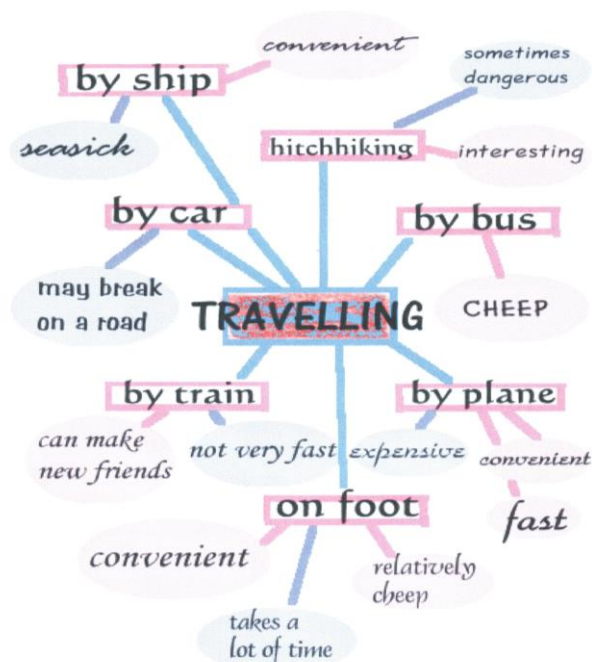 convenient
by ship
sometimes
dangerous
seasick
hitchhiking
interesting
by car
by bus
may break
on a road
CHEEP
TRAVELLING
by train
by plane
can make
new friends
not very fast
expensive
convenient
on foot
fast
convenient
relatively
cheep
takes a
lot of time